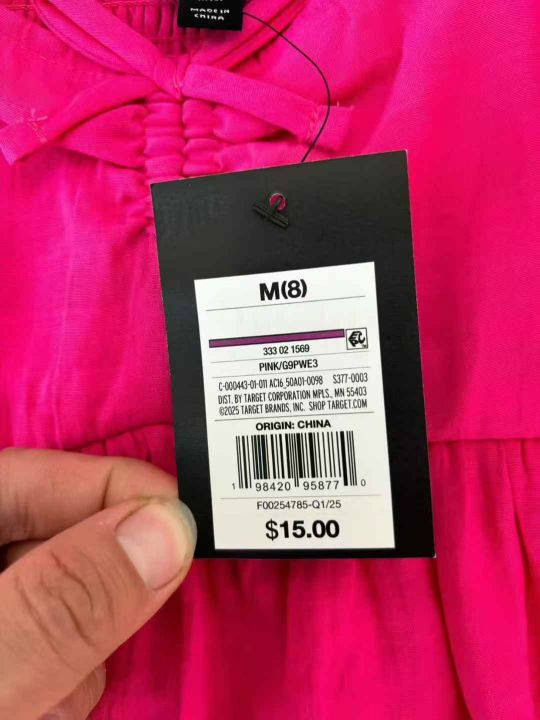 MADE IN
CHINA
M(8)
333 02 1569
PINK/G9PWE3
C-000443-01-011 AC16_50A01-0098 S377-0003
DIST. BY TARGET CORPORATION MPLS., MN 55403
©2025 TARGET BRANDS, INC. SHOP TARGET.COM
ORIGIN: CHINA
1 98420 95877 0
F00254785-Q1/25
$15.00